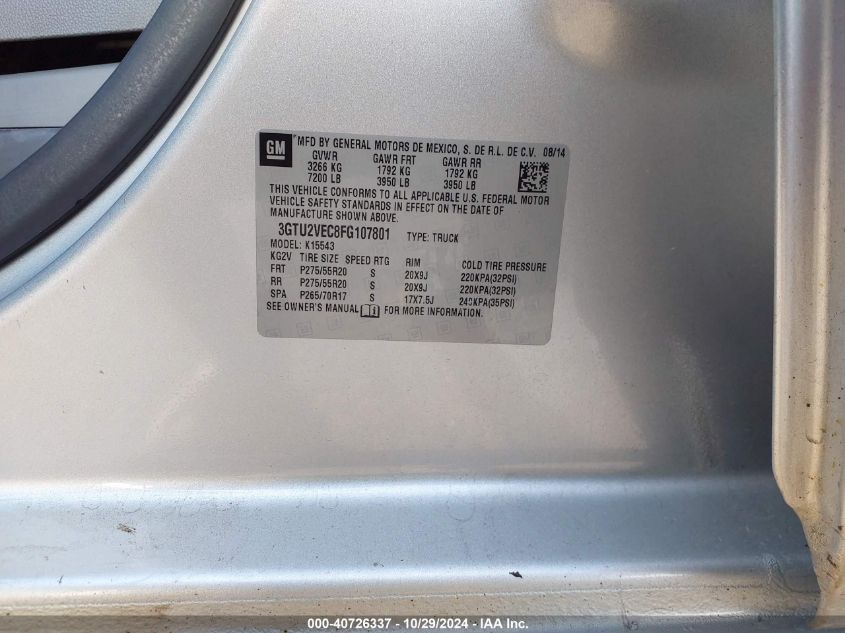 GM MFD BY GENERAL MOTORS DE MEXICO, S. DE R.L. DE C.V. 08/14
GVWR GAWR FRT GAWR RR
3266 KG 1792 KG 1792 KG
7200 LB 3950 LB 3950 LB
THIS VEHICLE CONFORMS TO ALL APPLICABLE U.S. FEDERAL MOTOR
VEHICLE SAFETY STANDARDS IN EFFECT ON THE DATE OF
MANUFACTURE SHOWN ABOVE.
3GTU2VEC8FG107801 TYPE: TRUCK
MODEL: K15543
KG2V TIRE SIZE SPEED RTG RIM COLD TIRE PRESSURE
FRT P275/55R20 S 20X9J 220KPA(32PSI)
RR P275/55R20 S 20X9J 220KPA(32PSI)
SPA P265/70R17 S 17X7.5J 240KPA(35PSI)
SEE OWNER'S MANUAL FOR MORE INFORMATION.
000-40726337 - 10/29/2024 - IAA Inc.